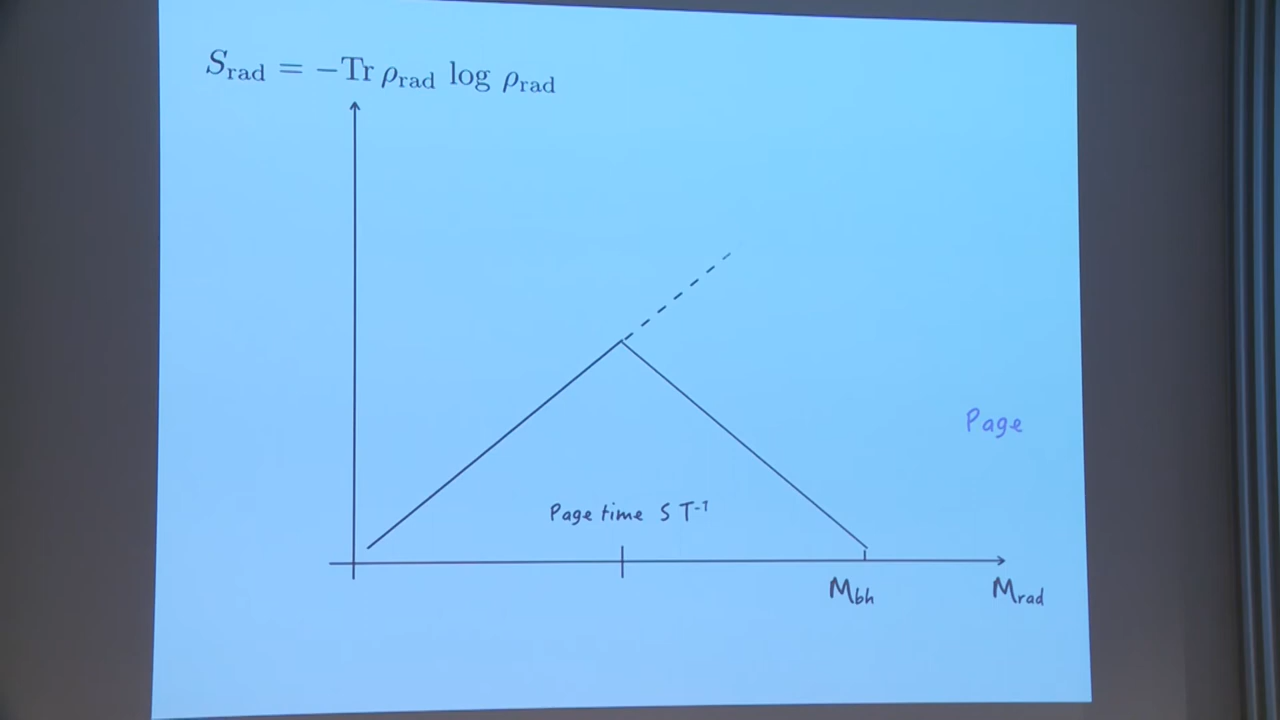 S_rad = −Tr ρ_rad log ρ_rad
Page
Page time S T⁻¹
M_bh
M_rad